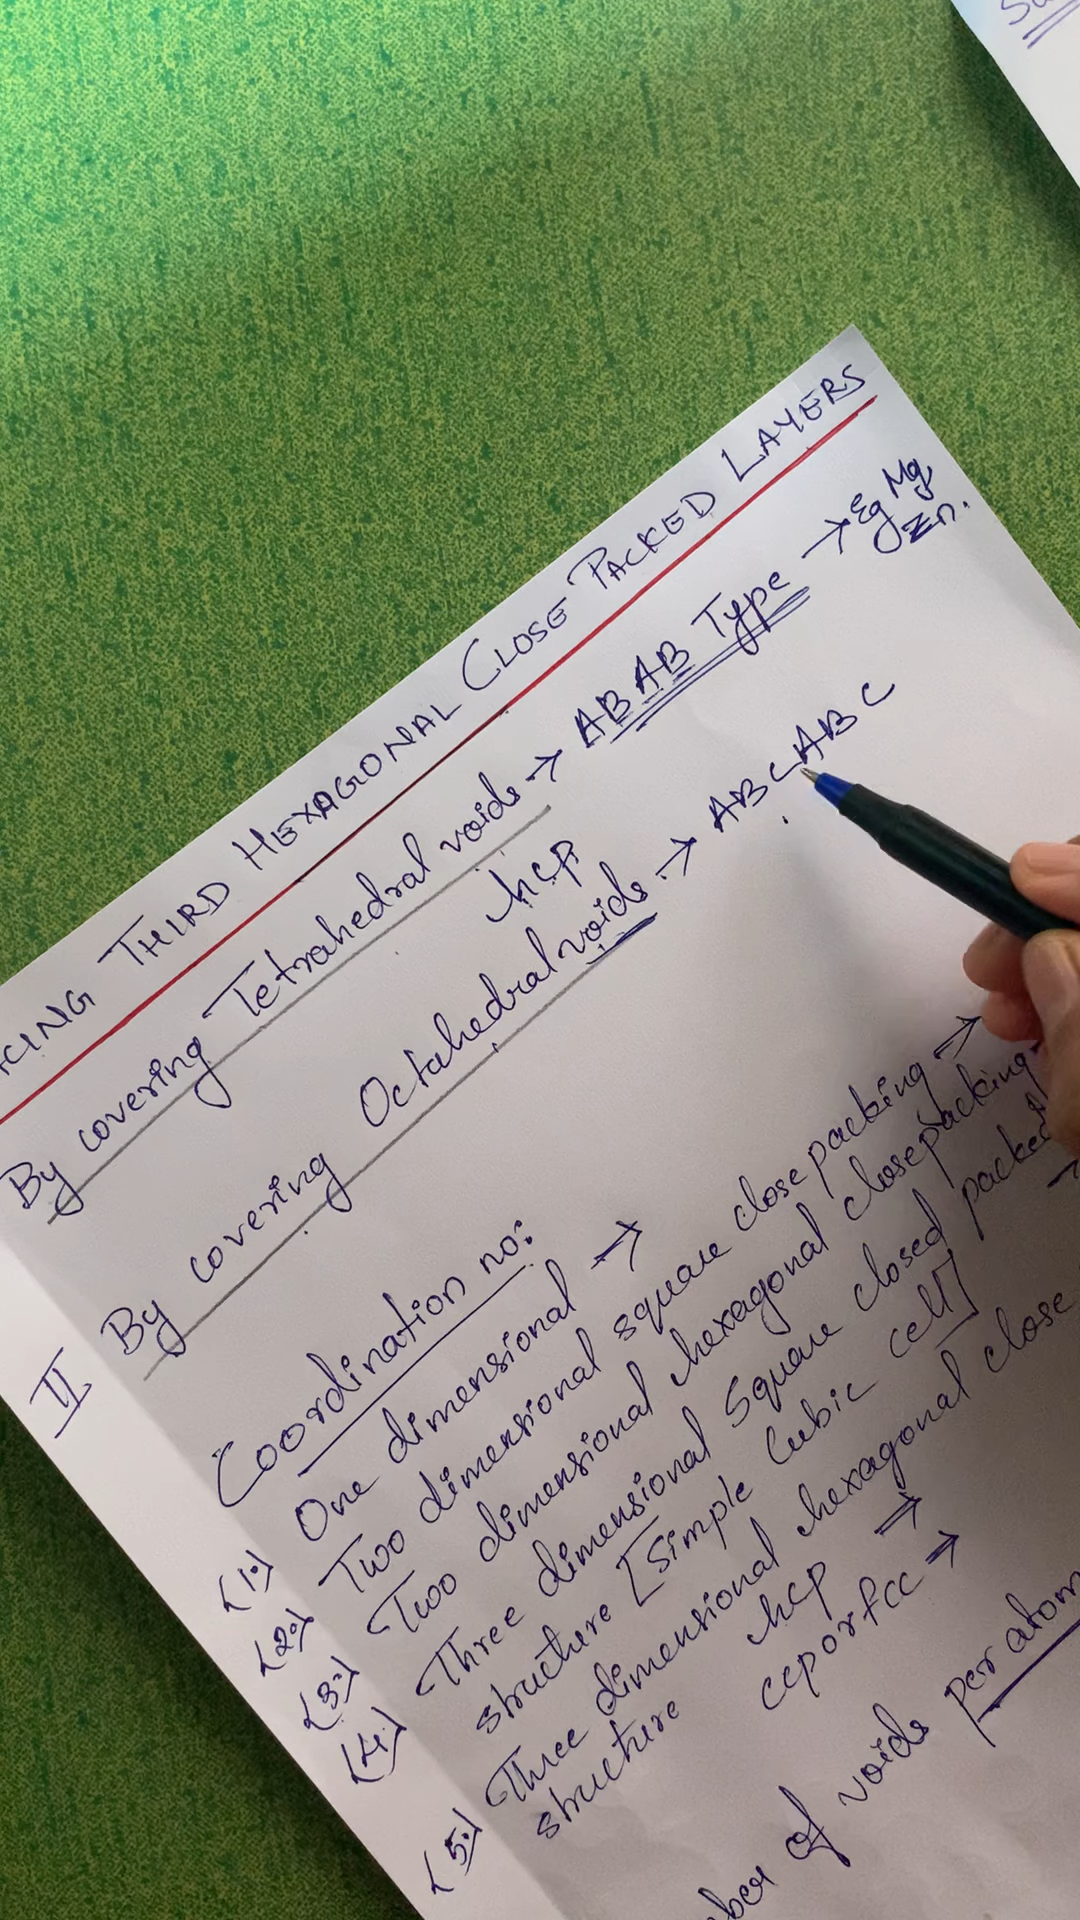 CING THIRD HEXAGONAL CLOSE PACKED LAYERS
By covering Tetrahedral voids → ABAB Type → Eg Mg
Zn.
hcp
II By covering Octahedral voids → ABCABC
Coordination no:
(1.) One dimensional →
(2.) Two dimensional square close packing →
(3.) Two dimensional hexagonal closepacking
(4.) Three dimensional Square closed packed
structure [Simple Cubic cell] →
(5.) Three dimensional hexagonal close
structure hcp →
ccp or fcc →
ber of voids per atom